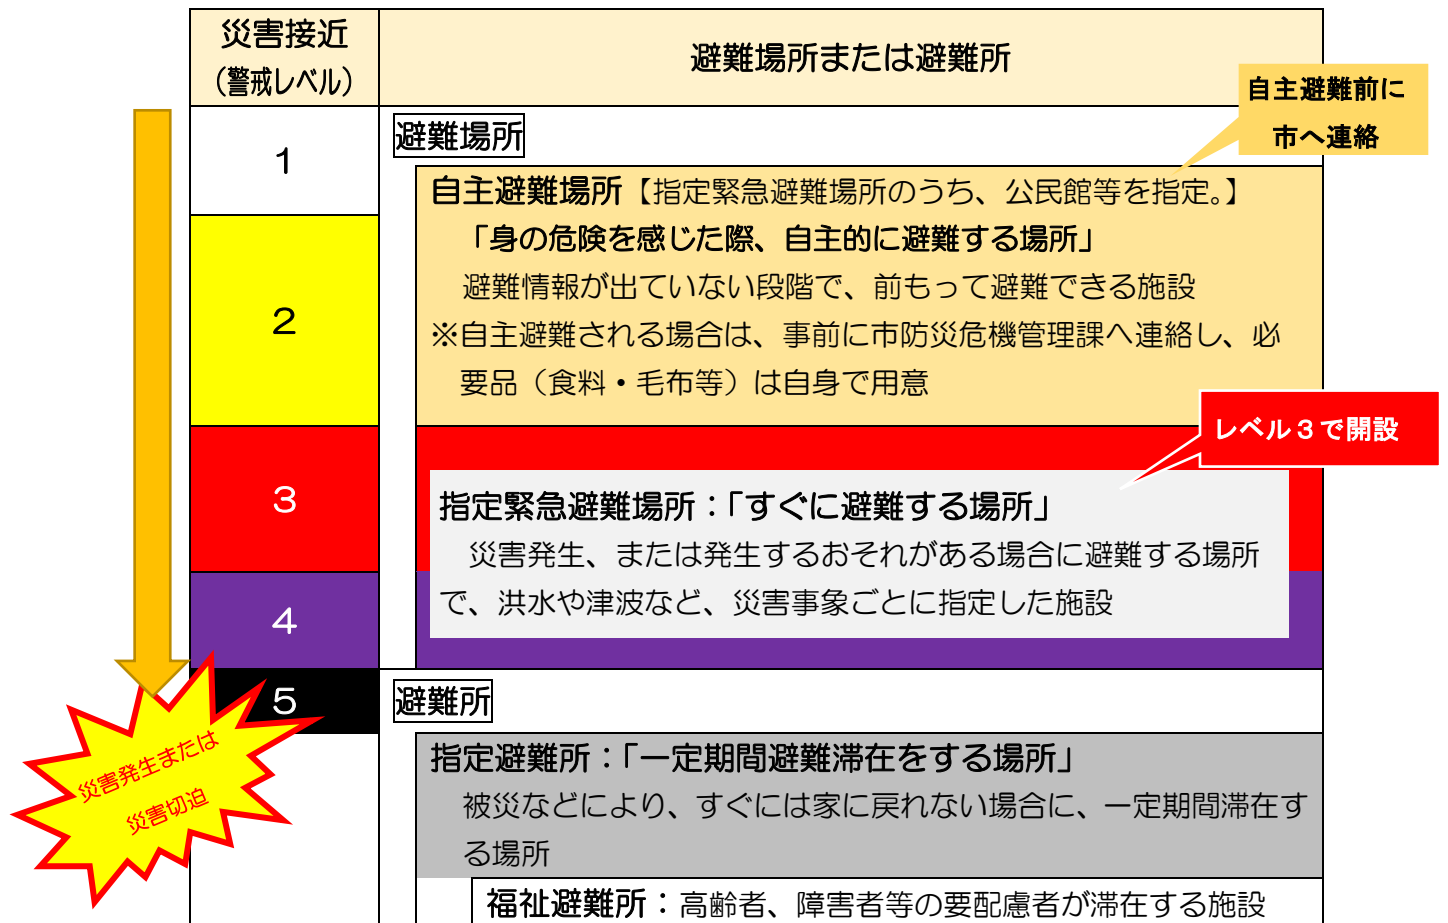 災害接近
（警戒レベル）
避難場所または避難所
自主避難前に
市へ連絡
1
避難場所
自主避難場所【指定緊急避難場所のうち、公民館等を指定。】
「身の危険を感じた際、自主的に避難する場所」
避難情報が出ていない段階で、前もって避難できる施設
2
※自主避難される場合は、事前に市防災危機管理課へ連絡し、必
要品（食料・毛布等）は自身で用意
レベル３で開設
3
指定緊急避難場所：「すぐに避難する場所」
災害発生、または発生するおそれがある場合に避難する場所
で、洪水や津波など、災害事象ごとに指定した施設
4
5
避難所
災害発生または
災害切迫
指定避難所：「一定期間避難滞在をする場所」
被災などにより、すぐには家に戻れない場合に、一定期間滞在す
る場所
福祉避難所：高齢者、障害者等の要配慮者が滞在する施設